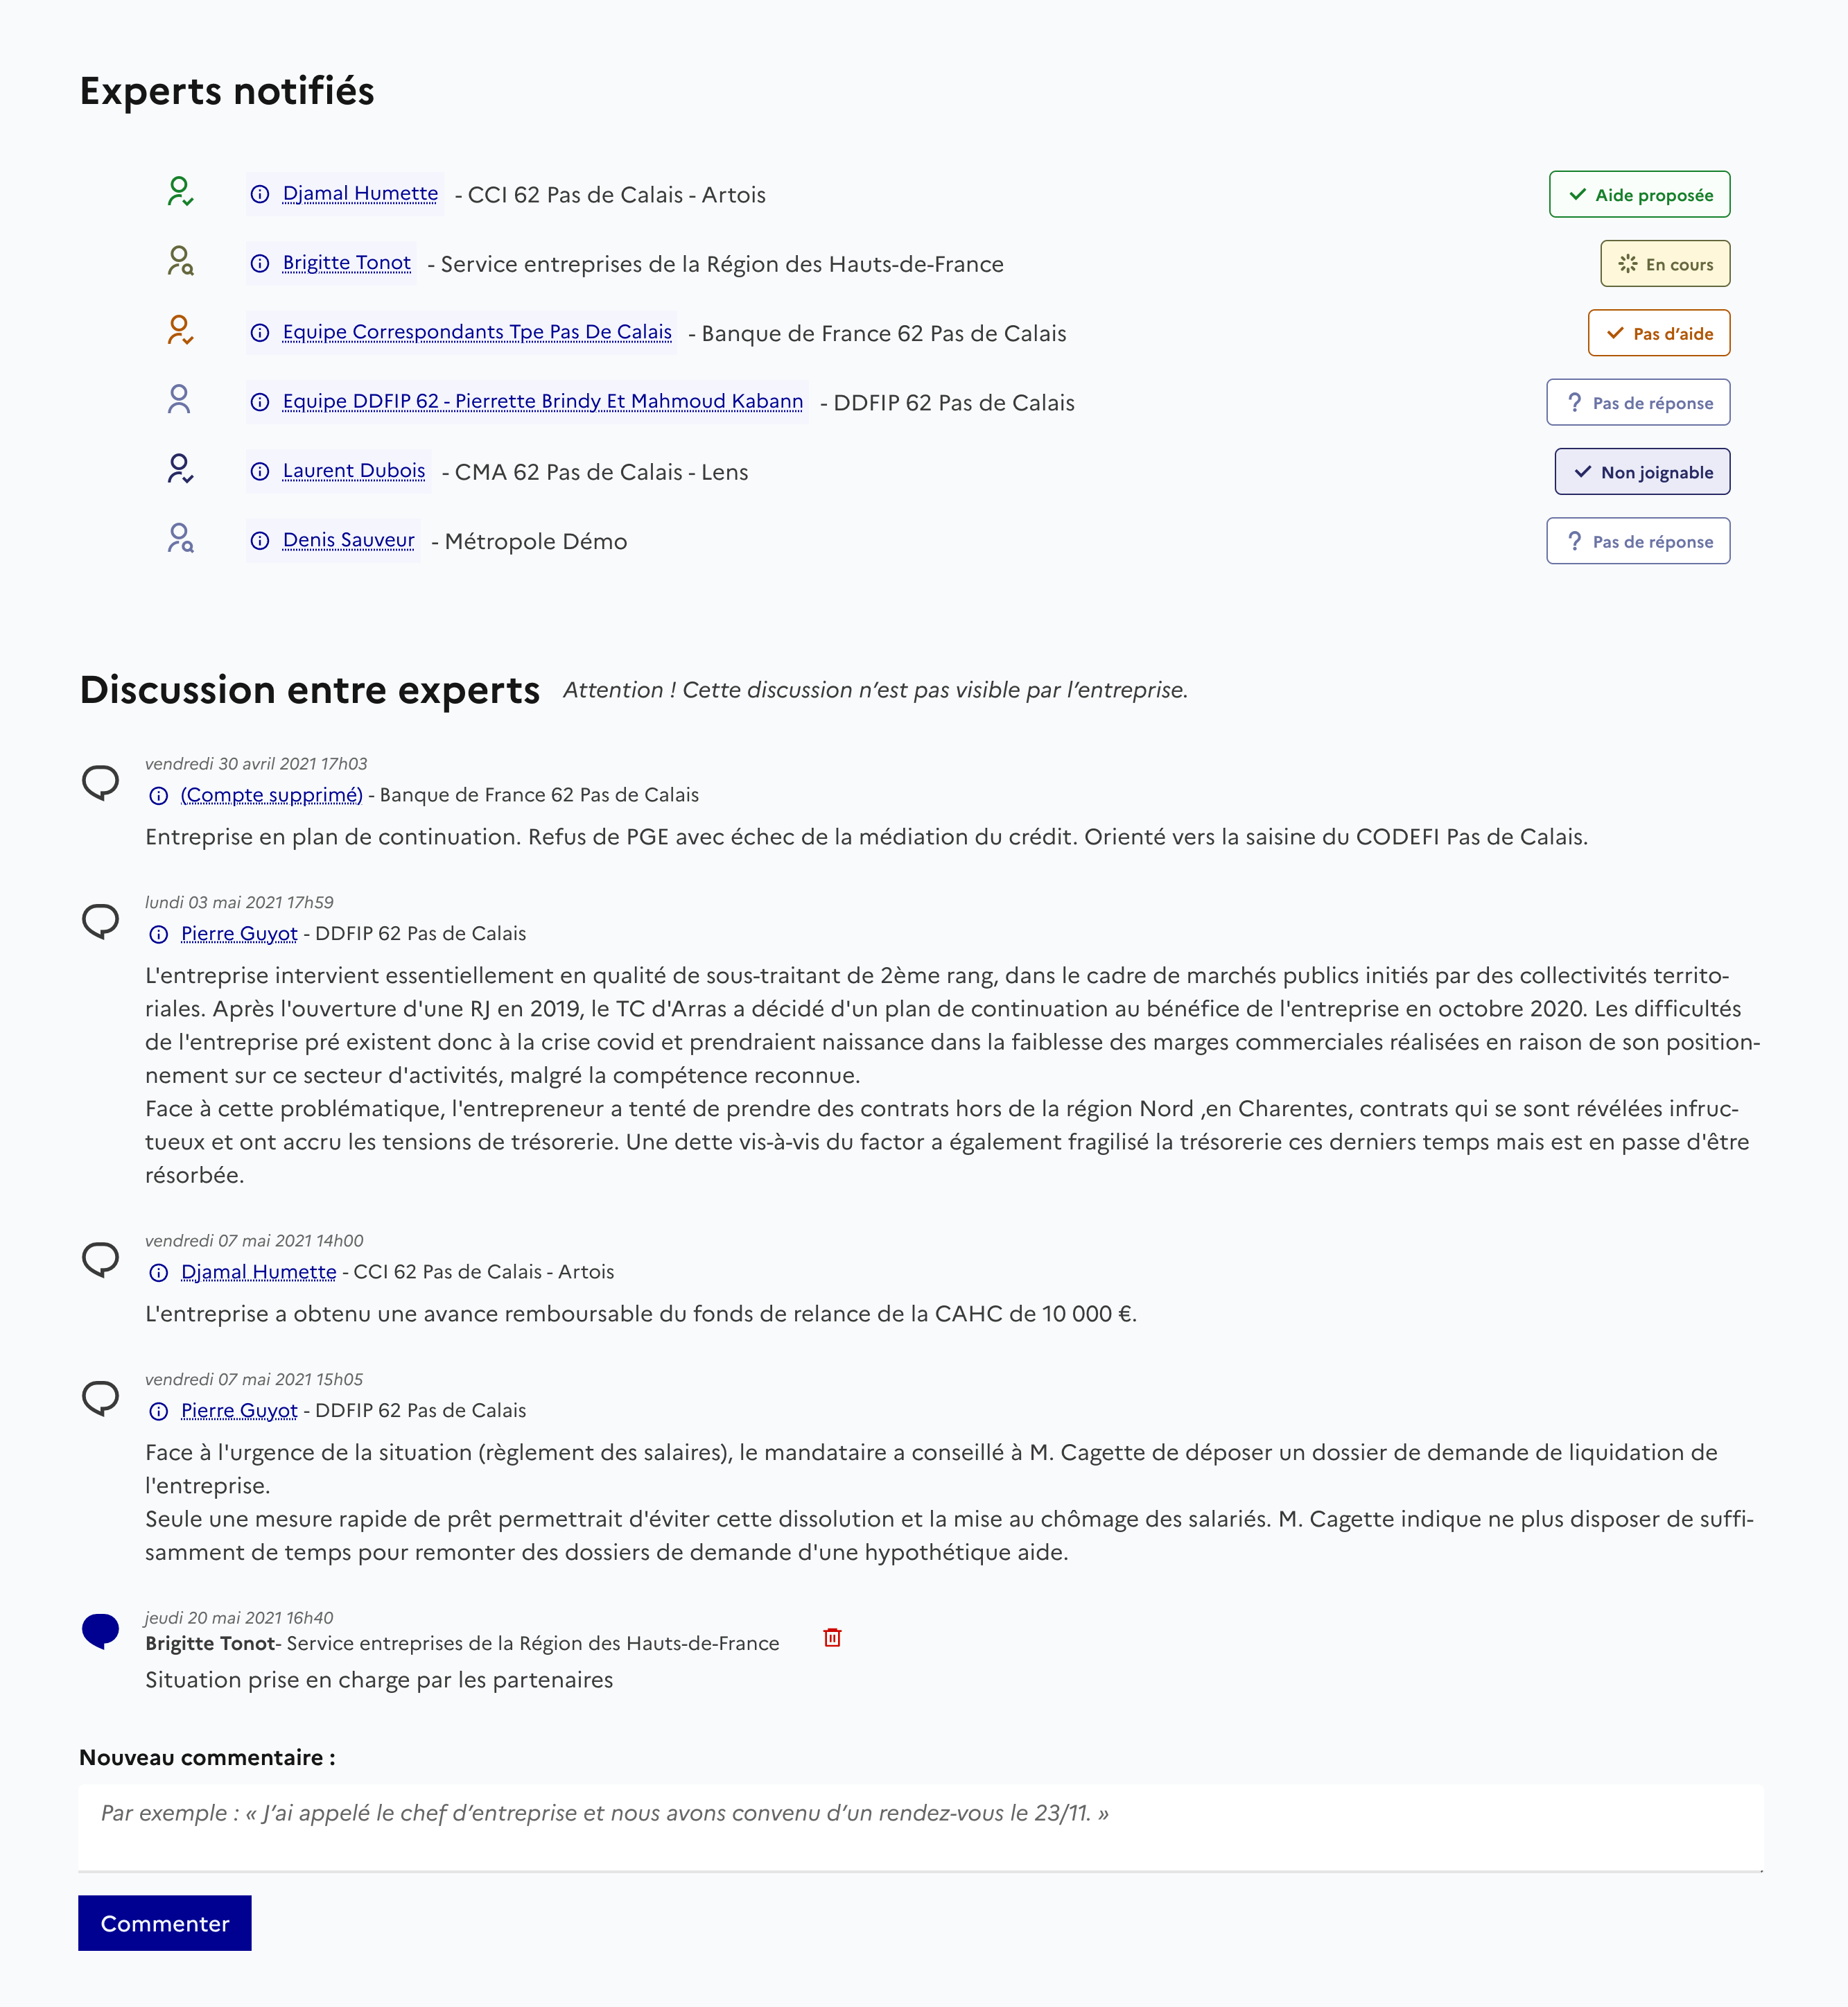 Experts notifiés
Djamal Humette - CCI 62 Pas de Calais - Artois
Aide proposée
Brigitte Tonot - Service entreprises de la Région des Hauts-de-France
En cours
Equipe Correspondants Tpe Pas De Calais - Banque de France 62 Pas de Calais
Pas d’aide
Equipe DDFIP 62 - Pierrette Brindy Et Mahmoud Kabann - DDFIP 62 Pas de Calais
? Pas de réponse
Laurent Dubois - CMA 62 Pas de Calais - Lens
Non joignable
Denis Sauveur - Métropole Démo
? Pas de réponse
Discussion entre experts Attention ! Cette discussion n’est pas visible par l’entreprise.
vendredi 30 avril 2021 17h03
(Compte supprimé) - Banque de France 62 Pas de Calais
Entreprise en plan de continuation. Refus de PGE avec échec de la médiation du crédit. Orienté vers la saisine du CODEFI Pas de Calais.
lundi 03 mai 2021 17h59
Pierre Guyot - DDFIP 62 Pas de Calais
L'entreprise intervient essentiellement en qualité de sous-traitant de 2ème rang, dans le cadre de marchés publics initiés par des collectivités territo-
riales. Après l'ouverture d'une RJ en 2019, le TC d'Arras a décidé d'un plan de continuation au bénéfice de l'entreprise en octobre 2020. Les difficultés
de l'entreprise pré existent donc à la crise covid et prendraient naissance dans la faiblesse des marges commerciales réalisées en raison de son position-
nement sur ce secteur d'activités, malgré la compétence reconnue.
Face à cette problématique, l'entrepreneur a tenté de prendre des contrats hors de la région Nord ,en Charentes, contrats qui se sont révélées infruc-
tueux et ont accru les tensions de trésorerie. Une dette vis-à-vis du factor a également fragilisé la trésorerie ces derniers temps mais est en passe d'être
résorbée.
vendredi 07 mai 2021 14h00
Djamal Humette - CCI 62 Pas de Calais - Artois
L'entreprise a obtenu une avance remboursable du fonds de relance de la CAHC de 10 000 €.
vendredi 07 mai 2021 15h05
Pierre Guyot - DDFIP 62 Pas de Calais
Face à l'urgence de la situation (règlement des salaires), le mandataire a conseillé à M. Cagette de déposer un dossier de demande de liquidation de
l'entreprise.
Seule une mesure rapide de prêt permettrait d'éviter cette dissolution et la mise au chômage des salariés. M. Cagette indique ne plus disposer de suffi-
samment de temps pour remonter des dossiers de demande d'une hypothétique aide.
jeudi 20 mai 2021 16h40
Brigitte Tonot- Service entreprises de la Région des Hauts-de-France
Situation prise en charge par les partenaires
Nouveau commentaire :
Par exemple : « J’ai appelé le chef d’entreprise et nous avons convenu d’un rendez-vous le 23/11. »
Commenter